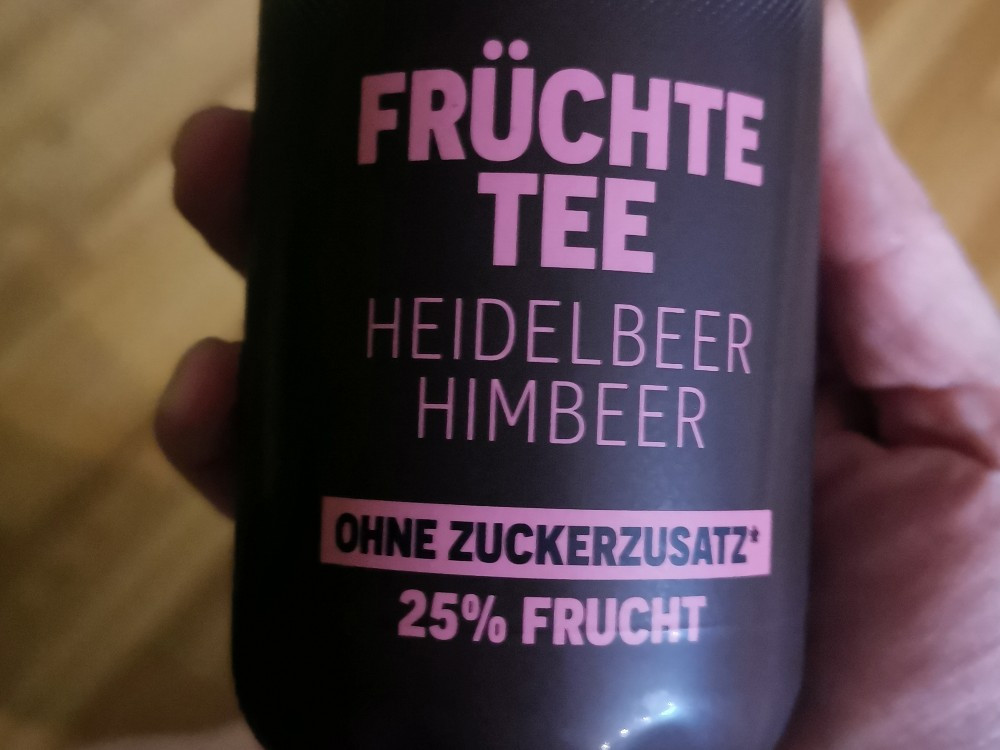 FRÜCHTE
TEE
HEIDELBEER
HIMBEER
OHNE ZUCKERZUSATZ*
25% FRUCHT